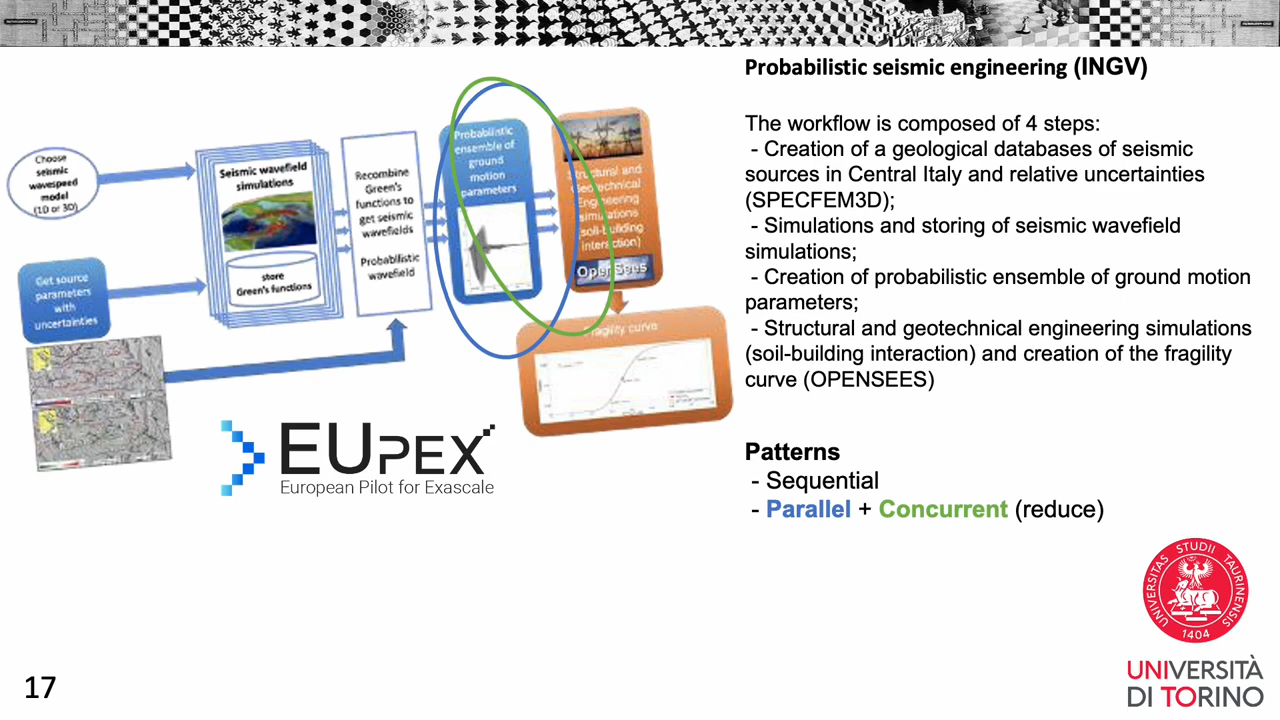 Probabilistic seismic engineering (INGV)
The workflow is composed of 4 steps:
- Creation of a geological databases of seismic
sources in Central Italy and relative uncertainties
(SPECFEM3D);
- Simulations and storing of seismic wavefield
simulations;
- Creation of probabilistic ensemble of ground motion
parameters;
- Structural and geotechnical engineering simulations
(soil-building interaction) and creation of the fragility
curve (OPENSEES)
Patterns
- Sequential
- Parallel + Concurrent (reduce)
Choose
seismic
wavespeed
model
(1D or 3D)
Get source
parameters
with
uncertainties
Seismic wavefield
simulations
store
Green's functions
Recombine
Green's
functions to
get seismic
wavefields
Probabilistic
wavefield
Probabilistic
ensemble of
ground
motion
parameters
Structural and
Geotechnical
Engineering
simulations
(soil-building
interaction)
OpenSees
Fragility curve
EUPEX
European Pilot for Exascale
UNIVERSITAS STUDII TAURINENSIS
1404
UNIVERSITÀ
DI TORINO
17